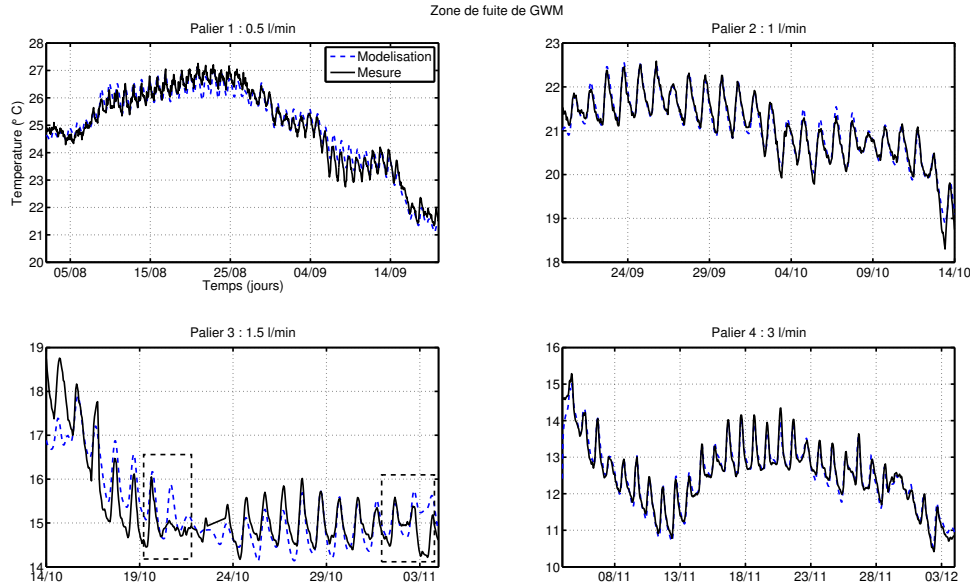 Zone de fuite de GWM
Palier 1 : 0.5 l/min
Palier 2 : 1 l/min
28
27
26
25
24
23
22
21
20
Temperature (° C)
Modelisation
Mesure
05/08 15/08 25/08 04/09 14/09
Temps (jours)
23
22
21
20
19
18
24/09 29/09 04/10 09/10 14/10
Palier 3 : 1.5 l/min
Palier 4 : 3 l/min
19
18
17
16
15
14
14/10 19/10 24/10 29/10 03/11
16
15
14
13
12
11
10
08/11 13/11 18/11 23/11 28/11 03/12